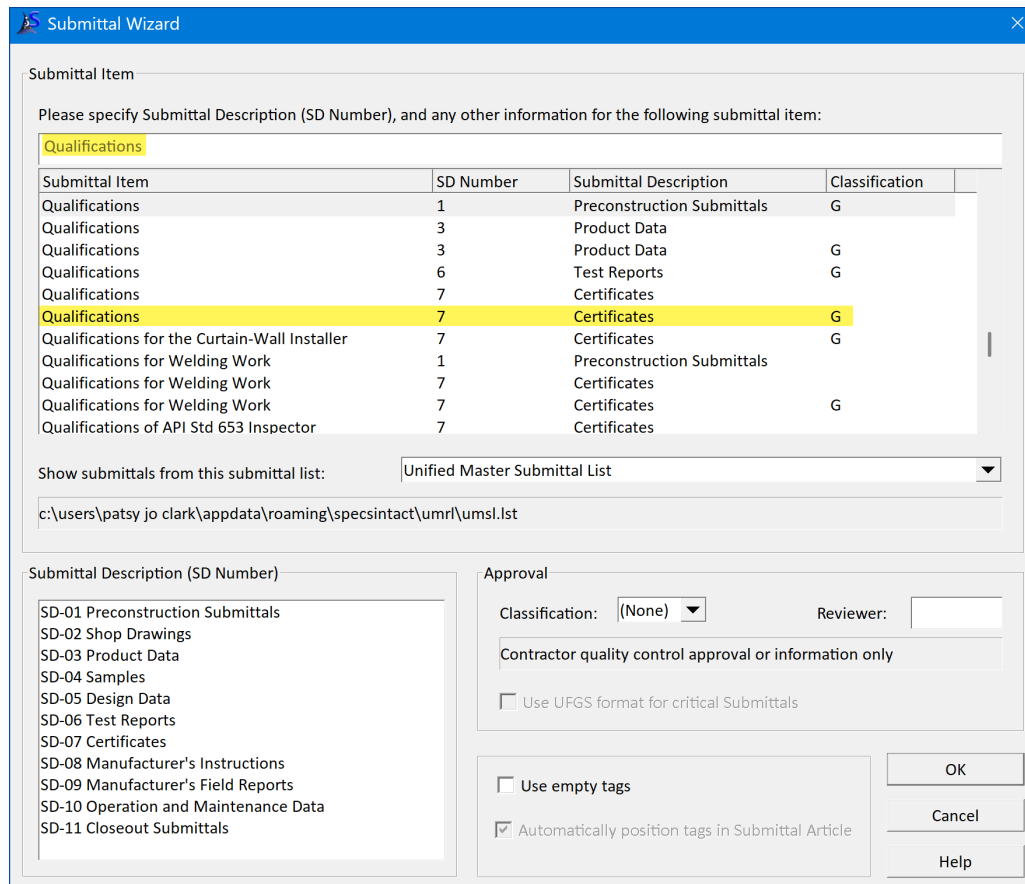 Submittal Wizard
Submittal Item
Please specify Submittal Description (SD Number), and any other information for the following submittal item:
Qualifications
Submittal Item SD Number Submittal Description Classification
Qualifications 1 Preconstruction Submittals G
Qualifications 3 Product Data
Qualifications 3 Product Data G
Qualifications 6 Test Reports G
Qualifications 7 Certificates
Qualifications 7 Certificates G
Qualifications for the Curtain-Wall Installer 7 Certificates G
Qualifications for Welding Work 1 Preconstruction Submittals
Qualifications for Welding Work 7 Certificates
Qualifications for Welding Work 7 Certificates G
Qualifications of API Std 653 Inspector 7 Certificates
Show submittals from this submittal list: Unified Master Submittal List
c:\users\patsy jo clark\appdata\roaming\specsintact\umrl\umsl.lst
Submittal Description (SD Number)
SD-01 Preconstruction Submittals
SD-02 Shop Drawings
SD-03 Product Data
SD-04 Samples
SD-05 Design Data
SD-06 Test Reports
SD-07 Certificates
SD-08 Manufacturer's Instructions
SD-09 Manufacturer's Field Reports
SD-10 Operation and Maintenance Data
SD-11 Closeout Submittals
Approval
Classification: (None) Reviewer:
Contractor quality control approval or information only
Use UFGS format for critical Submittals
Use empty tags
Automatically position tags in Submittal Article
OK
Cancel
Help